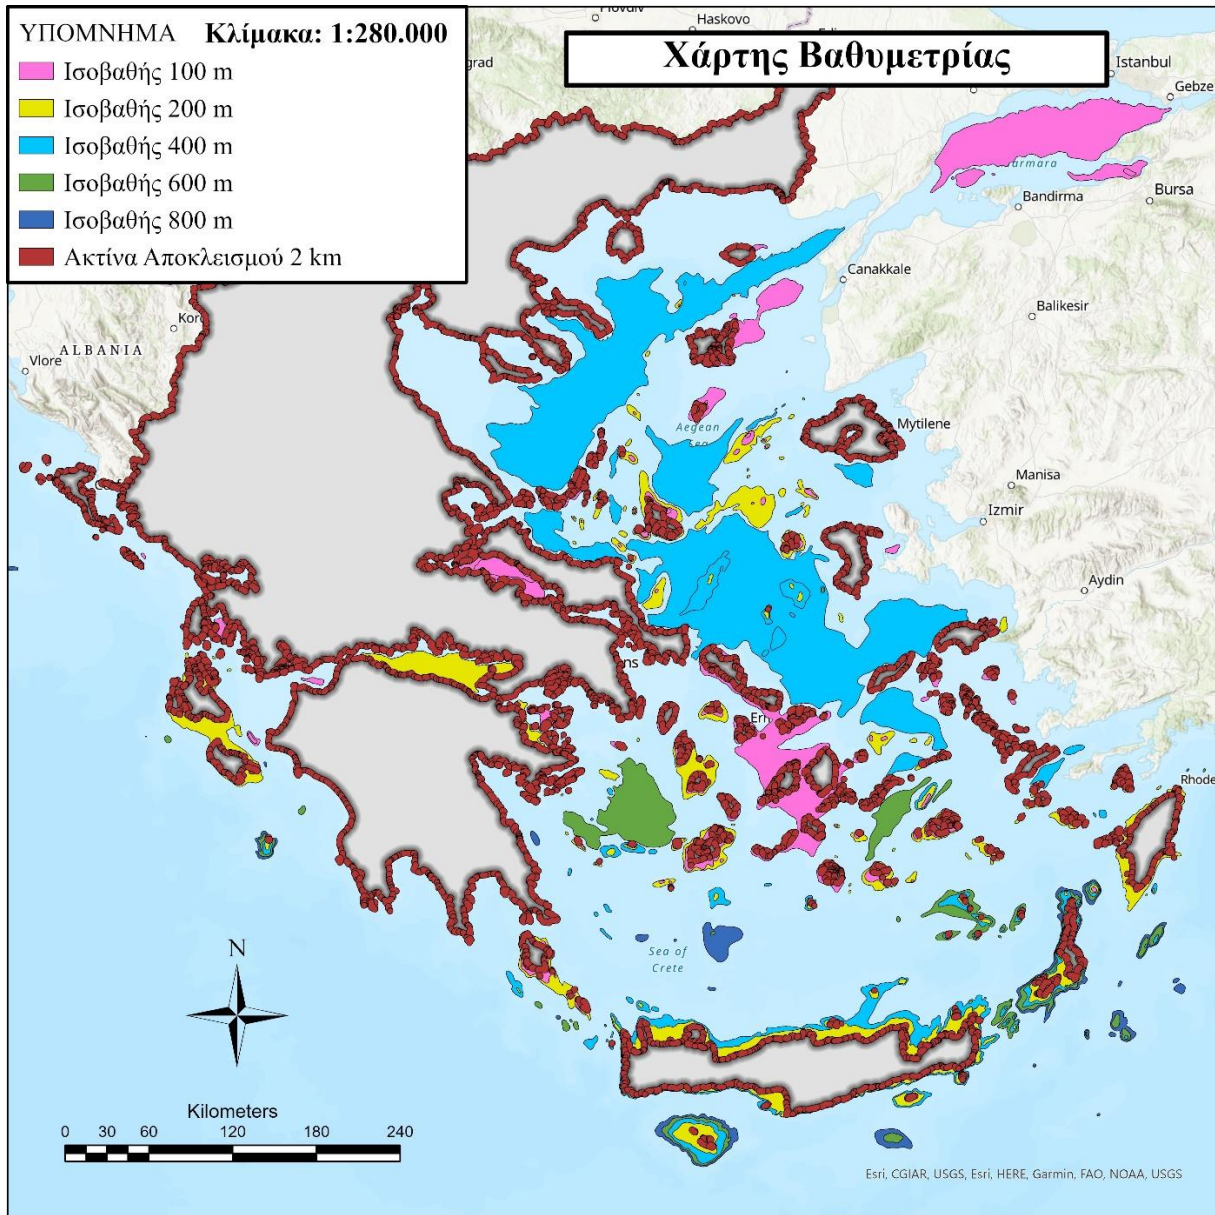 ΥΠΟΜΝΗΜΑ Κλίμακα: 1:280.000
Ισοβαθής 100 m
Ισοβαθής 200 m
Ισοβαθής 400 m
Ισοβαθής 600 m
Ισοβαθής 800 m
Ακτίνα Αποκλεισμού 2 km
Χάρτης Βαθυμετρίας
Haskovo
Istanbul
Gebze
Bandirma
Bursa
Canakkale
Balikesir
ALBANIA
Vlore
Aegean
Mytilene
Manisa
Izmir
Aydin
Rhode
Sea of
Crete
N
Kilometers
0 30 60 120 180 240
Esri, CGIAR, USGS, Esri, HERE, Garmin, FAO, NOAA, USGS